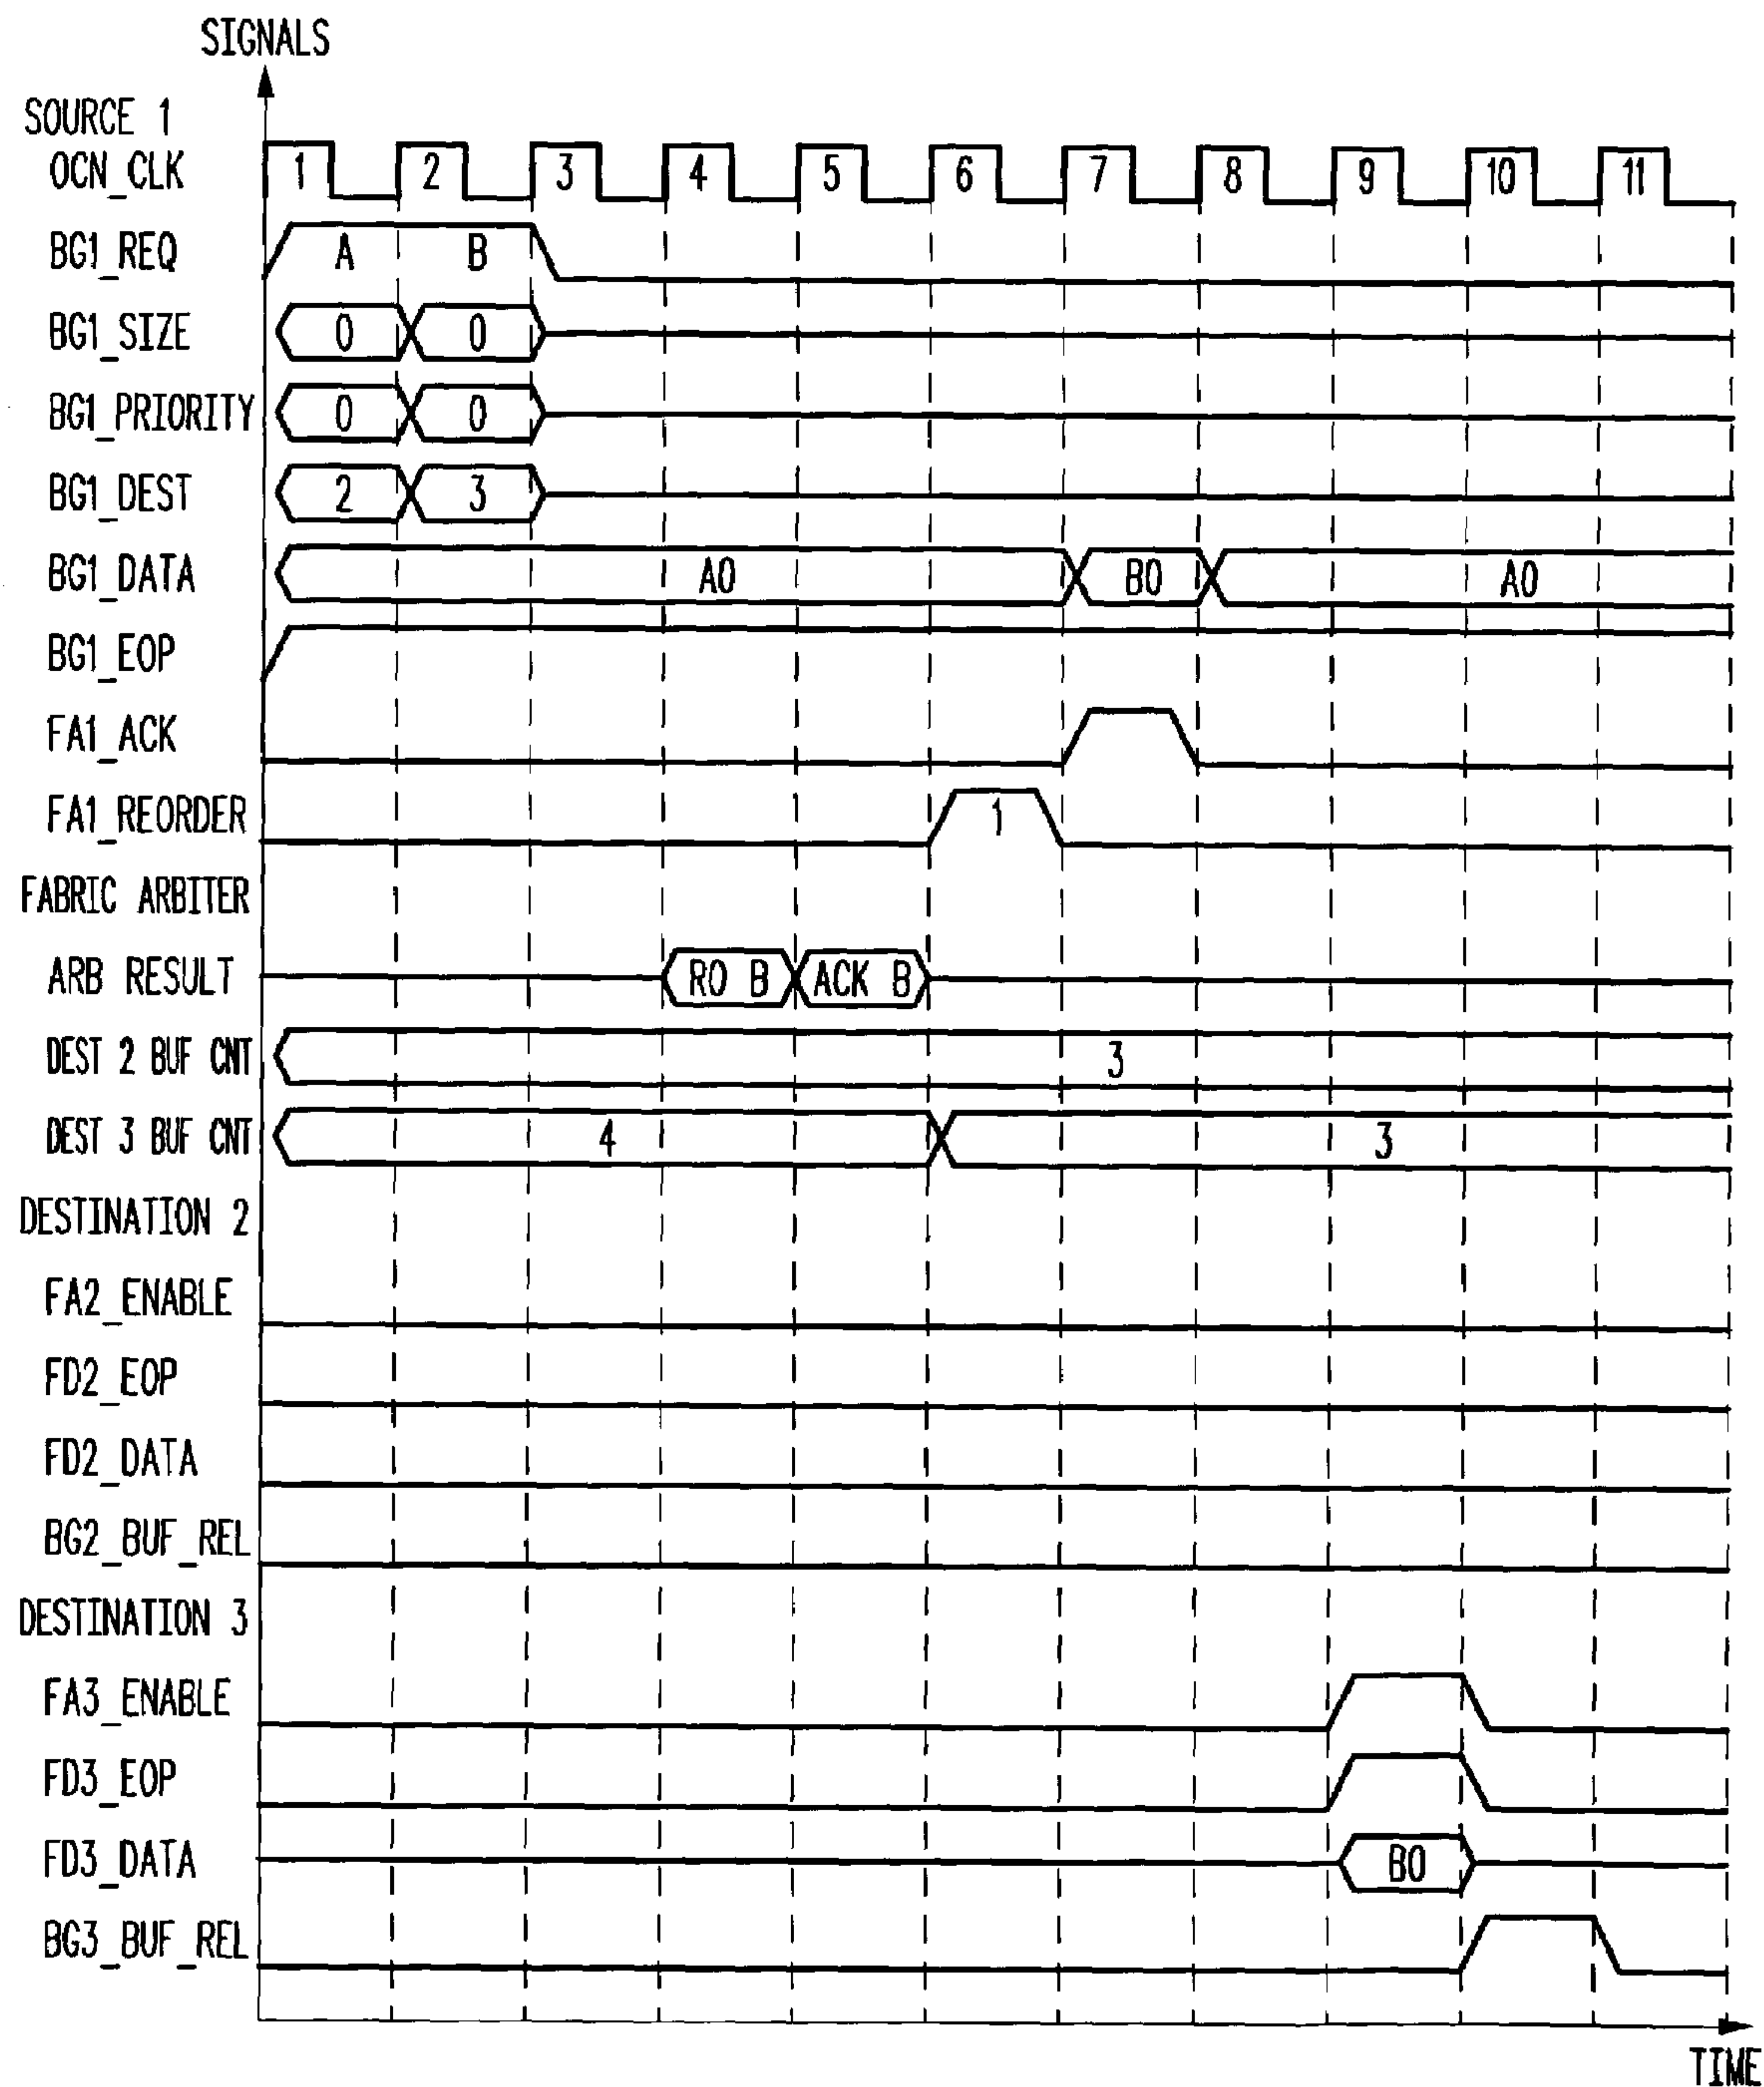 SIGNALS
SOURCE 1
OCN_CLK 1 2 3 4 5 6 7 8 9 10 11
BG1_REQ A B
BG1_SIZE 0 0
BG1_PRIORITY 0 0
BG1_DEST 2 3
BG1_DATA A0 B0 A0
BG1_EOP
FA1_ACK
FA1_REORDER 1
FABRIC ARBITER
ARB RESULT RO B ACK B
DEST 2 BUF CNT 3
DEST 3 BUF CNT 4 3
DESTINATION 2
FA2_ENABLE
FD2_EOP
FD2_DATA
BG2_BUF_REL
DESTINATION 3
FA3_ENABLE
FD3_EOP
FD3_DATA B0
BG3_BUF_REL
TIME